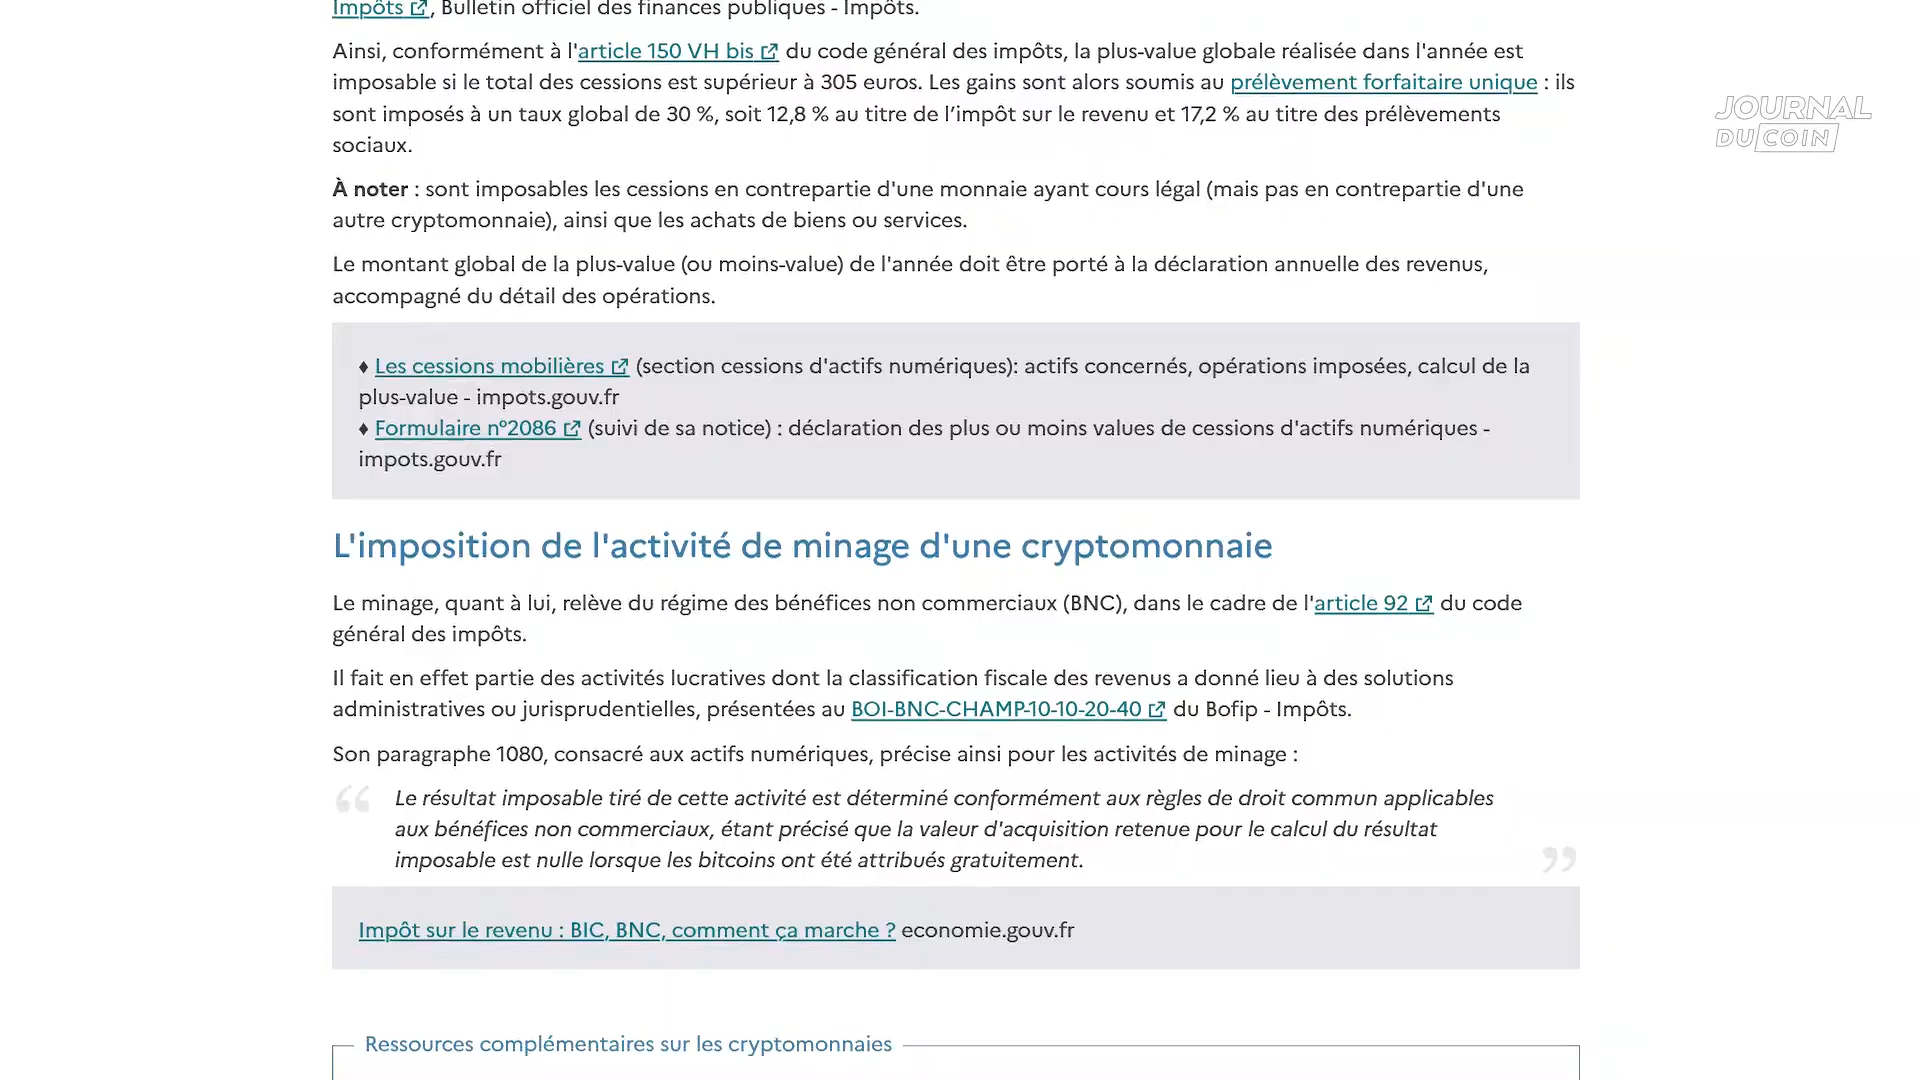 Impôts, Bulletin officiel des finances publiques - Impôts.
Ainsi, conformément à l'article 150 VH bis du code général des impôts, la plus-value globale réalisée dans l'année est
imposable si le total des cessions est supérieur à 305 euros. Les gains sont alors soumis au prélèvement forfaitaire unique : ils
sont imposés à un taux global de 30 %, soit 12,8 % au titre de l’impôt sur le revenu et 17,2 % au titre des prélèvements
sociaux.
JOURNAL
DU COIN
À noter : sont imposables les cessions en contrepartie d'une monnaie ayant cours légal (mais pas en contrepartie d'une
autre cryptomonnaie), ainsi que les achats de biens ou services.
Le montant global de la plus-value (ou moins-value) de l'année doit être porté à la déclaration annuelle des revenus,
accompagné du détail des opérations.
♦ Les cessions mobilières (section cessions d'actifs numériques): actifs concernés, opérations imposées, calcul de la
plus-value - impots.gouv.fr
♦ Formulaire n°2086 (suivi de sa notice) : déclaration des plus ou moins values de cessions d'actifs numériques -
impots.gouv.fr
L'imposition de l'activité de minage d'une cryptomonnaie
Le minage, quant à lui, relève du régime des bénéfices non commerciaux (BNC), dans le cadre de l'article 92 du code
général des impôts.
Il fait en effet partie des activités lucratives dont la classification fiscale des revenus a donné lieu à des solutions
administratives ou jurisprudentielles, présentées au BOI-BNC-CHAMP-10-10-20-40 du Bofip - Impôts.
Son paragraphe 1080, consacré aux actifs numériques, précise ainsi pour les activités de minage :
“ Le résultat imposable tiré de cette activité est déterminé conformément aux règles de droit commun applicables
aux bénéfices non commerciaux, étant précisé que la valeur d'acquisition retenue pour le calcul du résultat
imposable est nulle lorsque les bitcoins ont été attribués gratuitement. ”
Impôt sur le revenu : BIC, BNC, comment ça marche ? economie.gouv.fr
Ressources complémentaires sur les cryptomonnaies